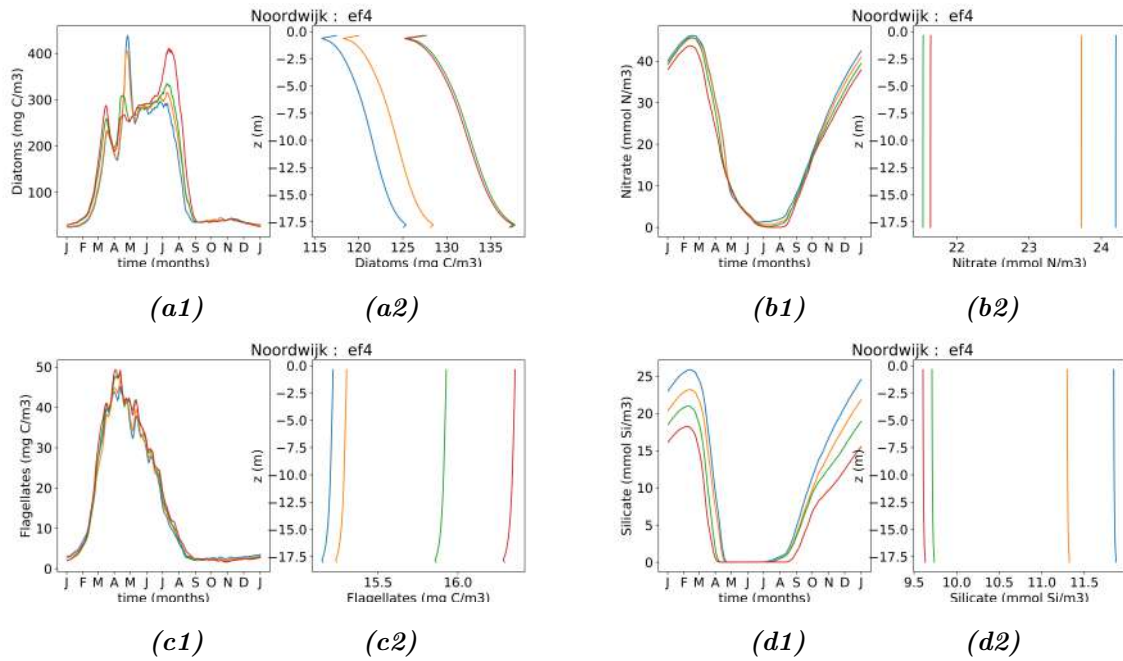 Noordwijk : ef4
Diatoms (mg C/m3)
400
300
200
100
J F M A M J J A S O N D J
time (months)
z (m)
0.0
−2.5
−5.0
−7.5
−10.0
−12.5
−15.0
−17.5
115 120 125 130 135
Diatoms (mg C/m3)
(a1)
(a2)
Noordwijk : ef4
Nitrate (mmol N/m3)
40
30
20
10
0
J F M A M J J A S O N D J
time (months)
z (m)
0.0
−2.5
−5.0
−7.5
−10.0
−12.5
−15.0
−17.5
22 23 24
Nitrate (mmol N/m3)
(b1)
(b2)
Noordwijk : ef4
Flagellates (mg C/m3)
50
40
30
20
10
0
J F M A M J J A S O N D J
time (months)
z (m)
0.0
−2.5
−5.0
−7.5
−10.0
−12.5
−15.0
−17.5
15.5 16.0
Flagellates (mg C/m3)
(c1)
(c2)
Noordwijk : ef4
Silicate (mmol Si/m3)
25
20
15
10
5
0
J F M A M J J A S O N D J
time (months)
z (m)
0.0
−2.5
−5.0
−7.5
−10.0
−12.5
−15.0
−17.5
9.5 10.0 10.5 11.0 11.5
Silicate (mmol Si/m3)
(d1)
(d2)